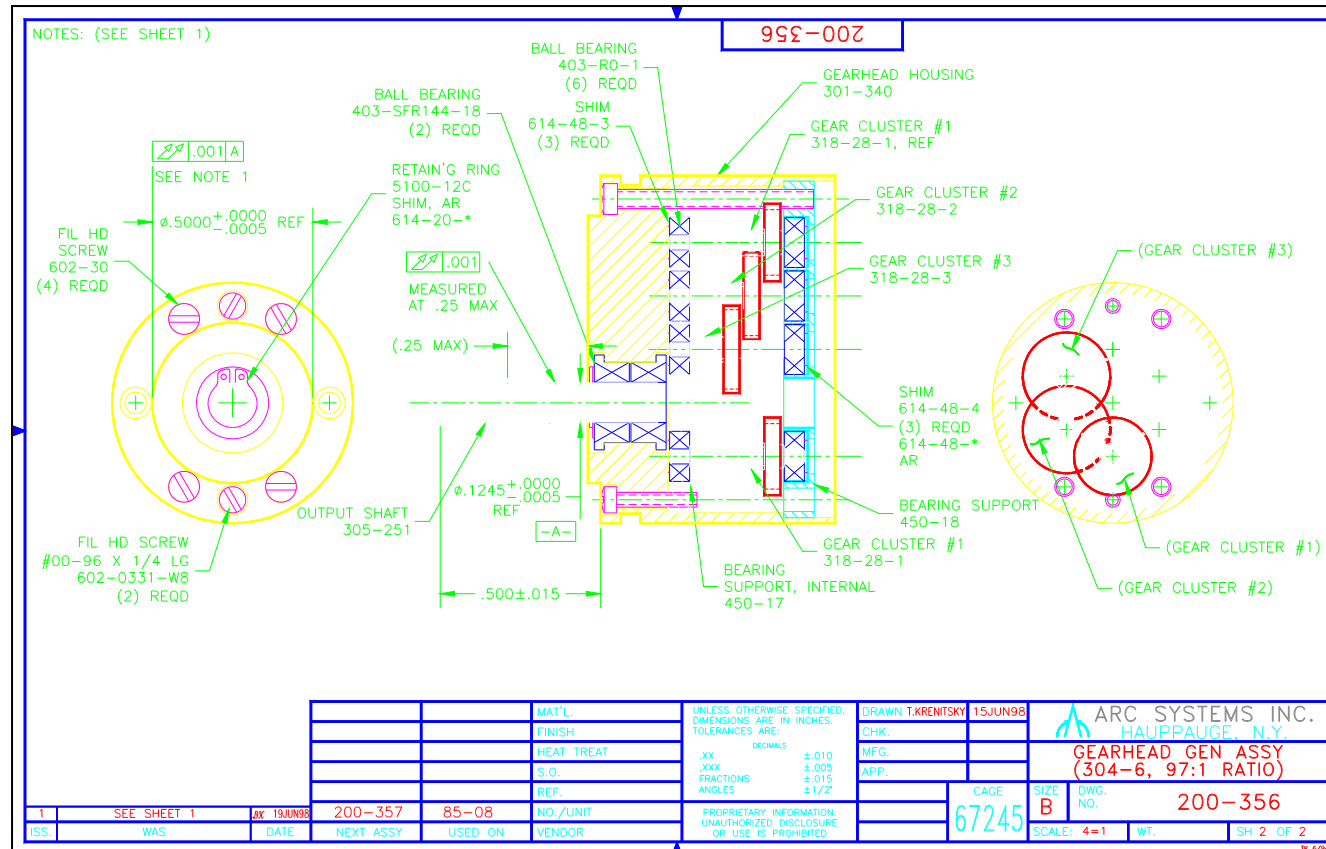 NOTES: (SEE SHEET 1)
200-356
BALL BEARING
403-R0-1
(6) REQD
SHIM
614-48-3
(3) REQD
BALL BEARING
403-SFR144-18
(2) REQD
GEARHEAD HOUSING
301-340
GEAR CLUSTER #1
318-28-1, REF
GEAR CLUSTER #2
318-28-2
GEAR CLUSTER #3
318-28-3
.001 A
SEE NOTE 1
ø.5000 +.0000 -.0005 REF
RETAIN'G RING
5100-12C
SHIM, AR
614-20-*
FIL HD
SCREW
602-30
(4) REQD
.001
MEASURED
AT .25 MAX
(.25 MAX)
(GEAR CLUSTER #3)
SHIM
614-48-4
(3) REQD
614-48-*
AR
ø.1245 +.0000 -.0005
REF
-A-
OUTPUT SHAFT
305-251
BEARING SUPPORT
450-18
GEAR CLUSTER #1
318-28-1
BEARING
SUPPORT, INTERNAL
450-17
FIL HD SCREW
#00-96 X 1/4 LG
602-0331-W8
(2) REQD
.500±.015
(GEAR CLUSTER #1)
(GEAR CLUSTER #2)
MAT'L.
FINISH
HEAT TREAT
S.O.
REF.
NO./UNIT
VENDOR
200-357
85-08
NEXT ASSY
USED ON
1 SEE SHEET 1 19JUN98
ISS. WAS DATE
UNLESS OTHERWISE SPECIFIED,
DIMENSIONS ARE IN INCHES.
TOLERANCES ARE:
DECIMALS
.XX ±.010
.XXX ±.005
FRACTIONS ±.015
ANGLES ±1/2°
PROPRIETARY INFORMATION.
UNAUTHORIZED DISCLOSURE
OR USE IS PROHIBITED
DRAWN T.KRENITSKY 15JUN98
CHK.
MFG.
APP.
ARC SYSTEMS INC.
HAUPPAUGE, N.Y.
GEARHEAD GEN ASSY
(304-6, 97:1 RATIO)
CAGE
67245
SIZE
B
DWG.
NO.
200-356
SCALE: 4=1
WT.
SH 2 OF 2